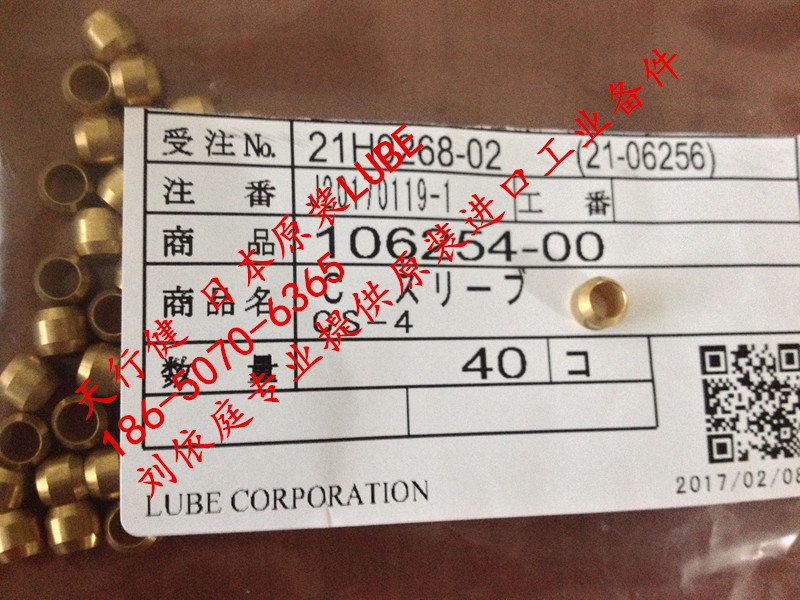 受注No. 21H0268-02 (21-06256)
注番 J20170119-1 工番
商品 106254-00
商品名 C スリーブ
CS-4
数量 40 コ
LUBE CORPORATION
2017/02/08
天行健 日本原装LUBE
186-5070-6365
刘依庭专业提供原装进口工业备件